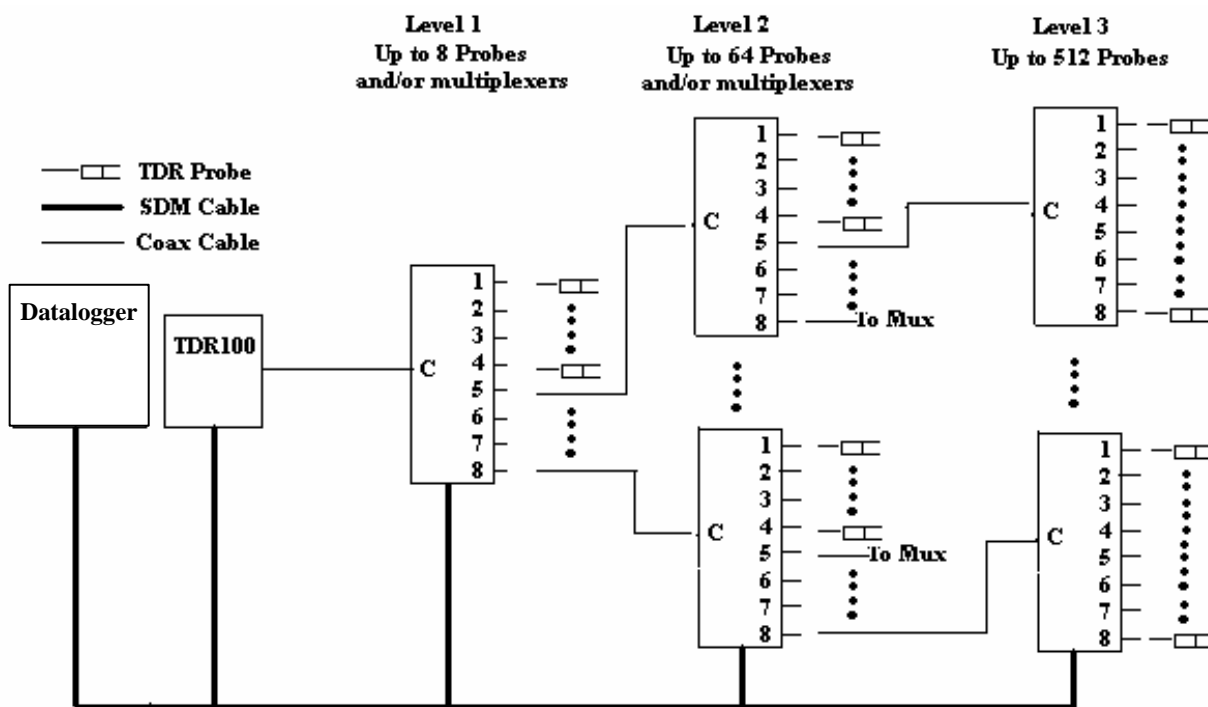 Level 1
Up to 8 Probes
and/or multiplexers
Level 2
Up to 64 Probes
and/or multiplexers
Level 3
Up to 512 Probes
TDR Probe
SDM Cable
Coax Cable
Datalogger
TDR100
C
1
2
3
4
5
6
7
8
C
1
2
3
4
5
6
7
8
To Mux
C
1
2
3
4
5
6
7
8
To Mux
C
1
2
3
4
5
6
7
8
C
1
2
3
4
5
6
7
8